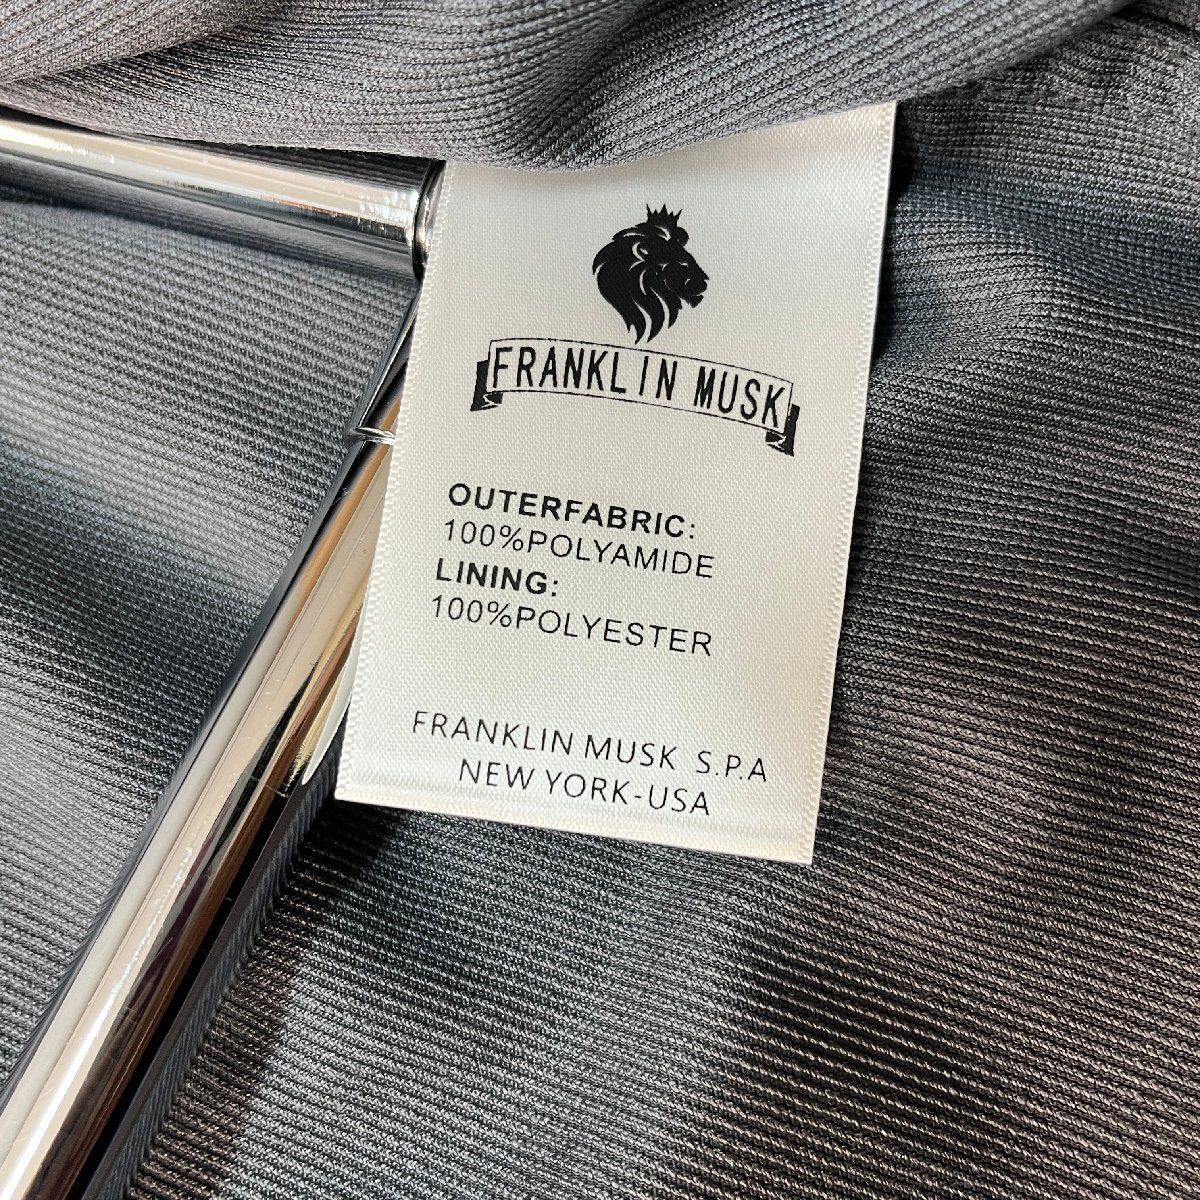 FRANKLIN MUSK
OUTERFABRIC:
100%POLYAMIDE
LINING:
100%POLYESTER
FRANKLIN MUSK S.P.A
NEW YORK-USA